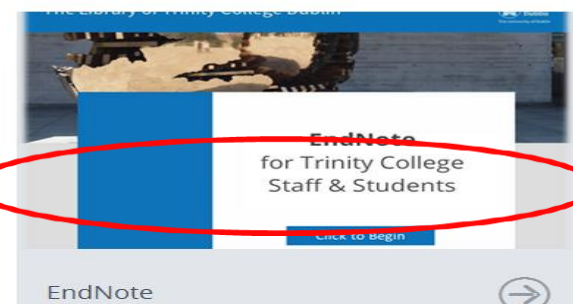 The Library of Trinity College Dublin
EndNote
for Trinity College
Staff & Students
Click to Begin
EndNote